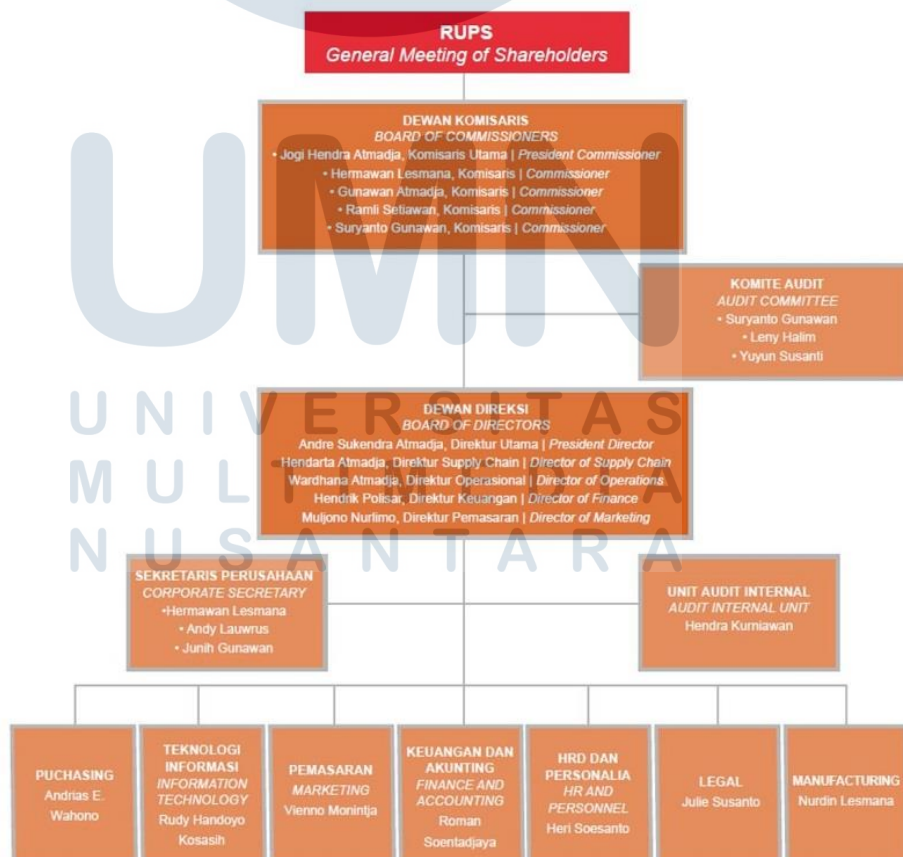 RUPS
General Meeting of Shareholders
DEWAN KOMISARIS
BOARD OF COMMISSIONERS
• Jogi Hendra Atmadja, Komisaris Utama | President Commissioner
• Hermawan Lesmana, Komisaris | Commissioner
• Gunawan Atmadja, Komisaris | Commissioner
• Ramli Setiawan, Komisaris | Commissioner
• Suryanto Gunawan, Komisaris | Commissioner
KOMITE AUDIT
AUDIT COMMITTEE
• Suryanto Gunawan
• Leny Halim
• Yuyun Susanti
DEWAN DIREKSI
BOARD OF DIRECTORS
Andre Sukendra Atmadja, Direktur Utama | President Director
Hendarta Atmadja, Direktur Supply Chain | Director of Supply Chain
Wardhana Atmadja, Direktur Operasional | Director of Operations
Hendrik Polisar, Direktur Keuangan | Director of Finance
Muljono Nurlimo, Direktur Pemasaran | Director of Marketing
SEKRETARIS PERUSAHAAN
CORPORATE SECRETARY
•Hermawan Lesmana
• Andy Lauwrus
• Junih Gunawan
UNIT AUDIT INTERNAL
AUDIT INTERNAL UNIT
Hendra Kurniawan
PUCHASING
Andrias E.
Wahono
TEKNOLOGI
INFORMASI
INFORMATION
TECHNOLOGY
Rudy Handoyo
Kosasih
PEMASARAN
MARKETING
Vienno Monintja
KEUANGAN DAN
AKUNTING
FINANCE AND
ACCOUNTING
Roman
Soentadjaya
HRD DAN
PERSONALIA
HR AND
PERSONNEL
Heri Soesanto
LEGAL
Julie Susanto
MANUFACTURING
Nurdin Lesmana
UMN
UNIVERSITAS
MULTIMEDIA
NUSANTARA